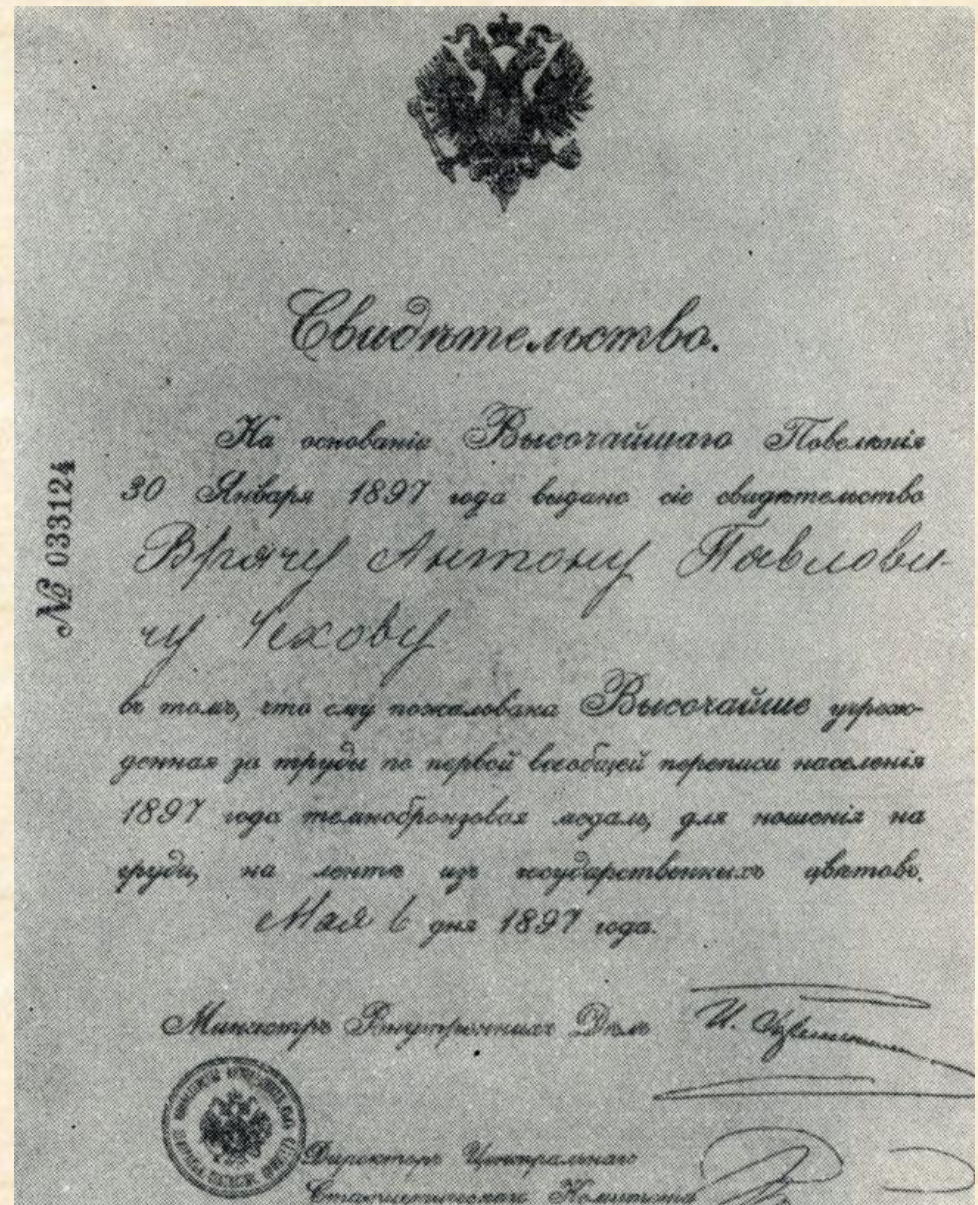 Свидѣтельство.
На основаніи Высочайшаго Повелѣнія
30 Января 1897 года выдано сіе свидѣтельство
Врачу Антону Павлови-
чу Чехову
въ томъ, что ему пожалована Высочайше учреж-
денная за труды по первой всеобщей переписи населенія
1897 года темнобронзовая медаль, для ношенія на
груди, на лентѣ изъ государственныхъ цвѣтовъ.
Мая 6 дня 1897 года.
Министръ Внутреннихъ Дѣлъ
Директоръ Центральнаго
Статистическаго Комитета
№ 033124